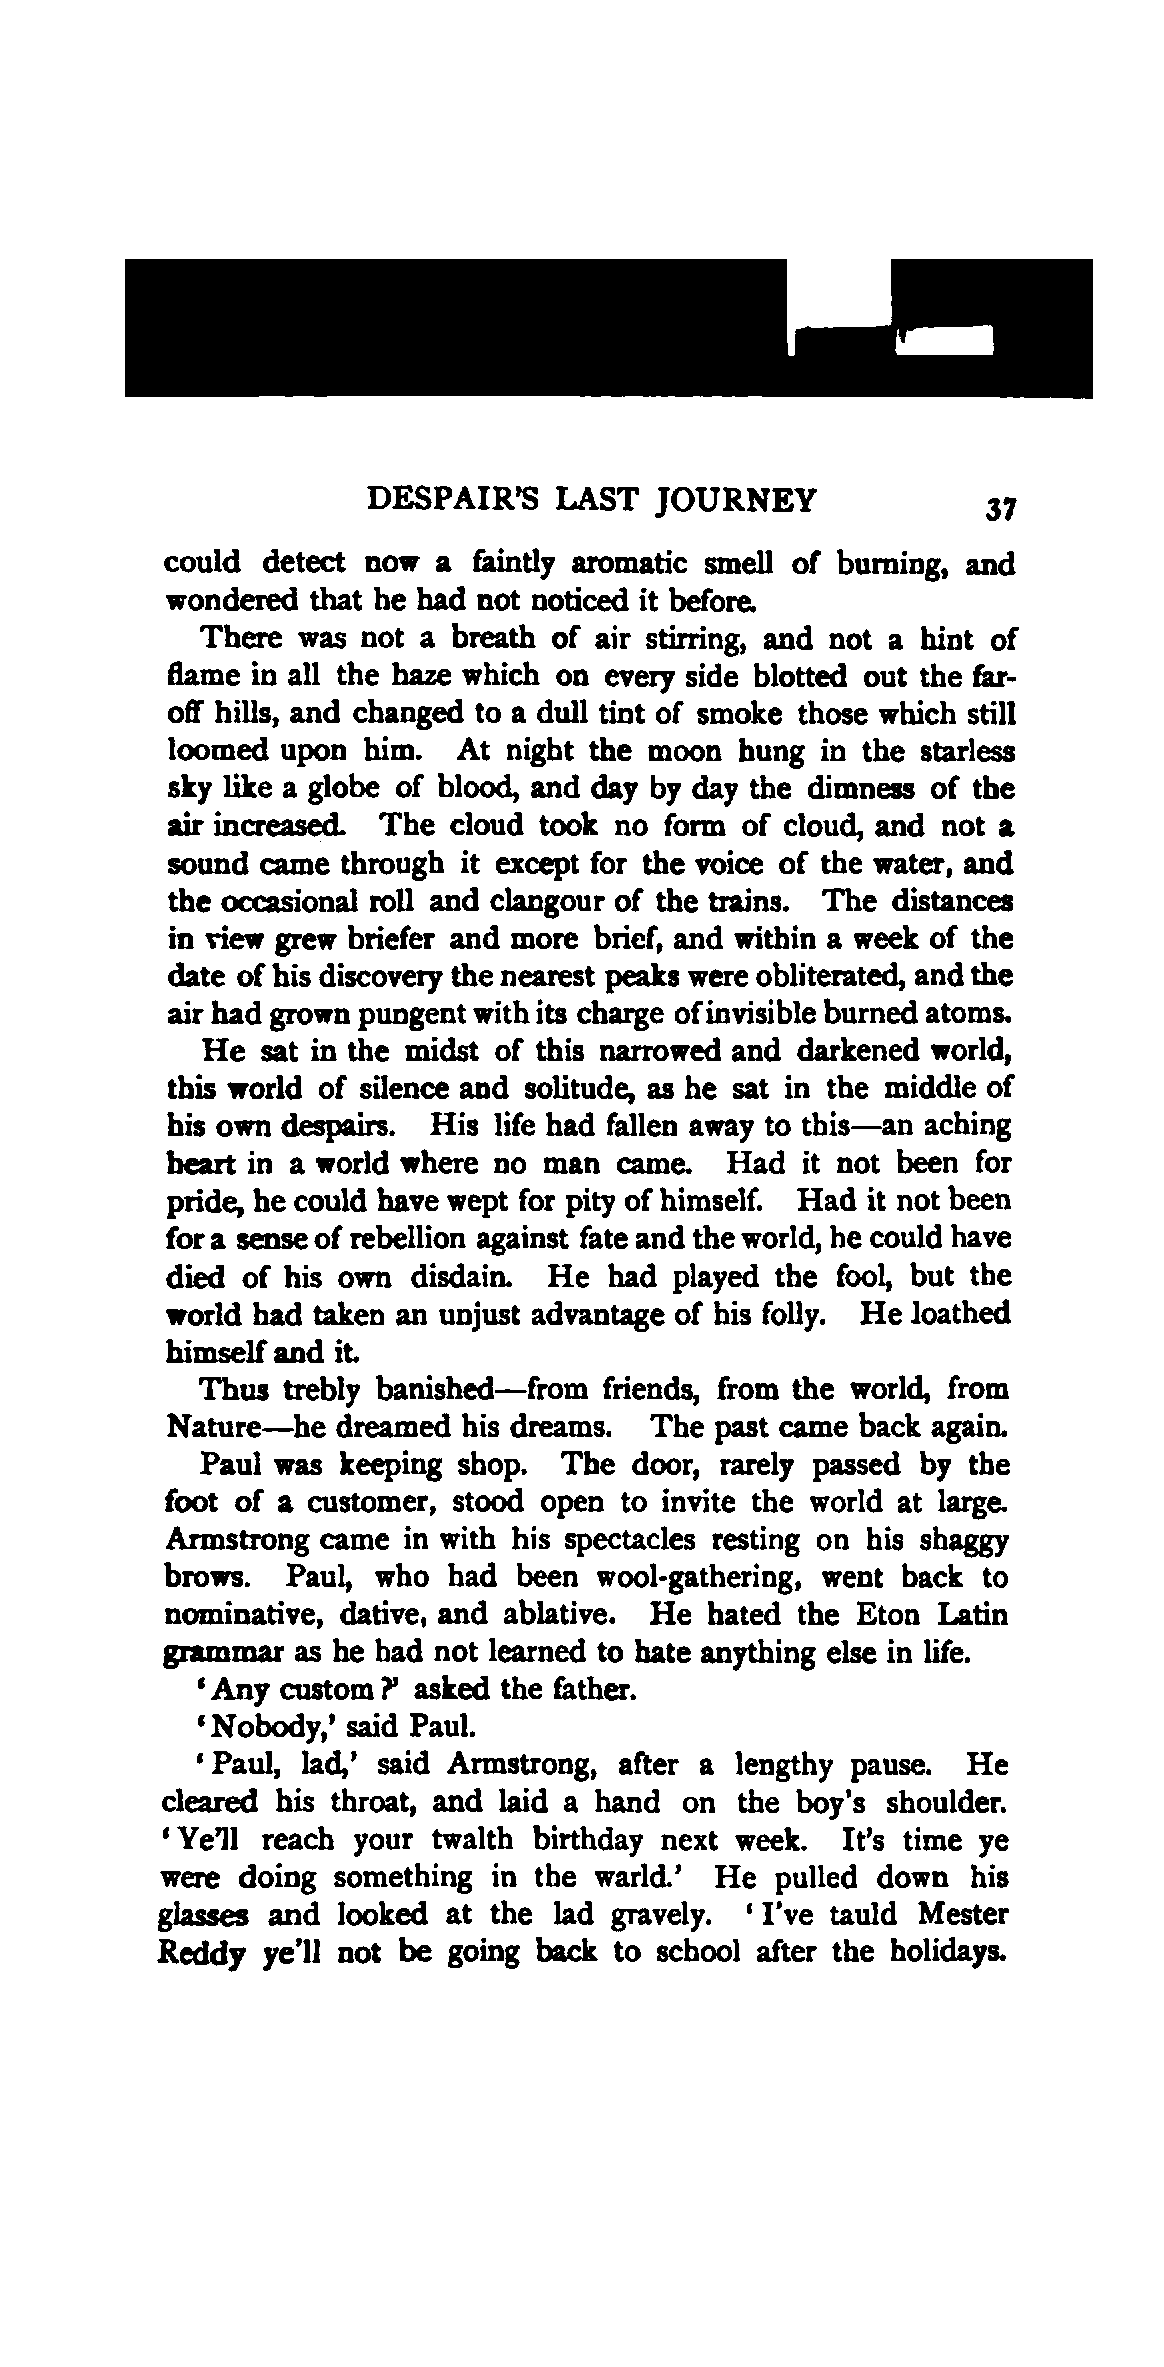 DESPAIR'S LAST JOURNEY 37
could detect now a faintly aromatic smell of burning, and
wondered that he had not noticed it before.
There was not a breath of air stirring, and not a hint of
flame in all the haze which on every side blotted out the far-
off hills, and changed to a dull tint of smoke those which still
loomed upon him. At night the moon hung in the starless
sky like a globe of blood, and day by day the dimness of the
air increased. The cloud took no form of cloud, and not a
sound came through it except for the voice of the water, and
the occasional roll and clangour of the trains. The distances
in view grew briefer and more brief, and within a week of the
date of his discovery the nearest peaks were obliterated, and the
air had grown pungent with its charge of invisible burned atoms.
He sat in the midst of this narrowed and darkened world,
this world of silence and solitude, as he sat in the middle of
his own despairs. His life had fallen away to this—an aching
heart in a world where no man came. Had it not been for
pride, he could have wept for pity of himself. Had it not been
for a sense of rebellion against fate and the world, he could have
died of his own disdain. He had played the fool, but the
world had taken an unjust advantage of his folly. He loathed
himself and it.
Thus trebly banished—from friends, from the world, from
Nature—he dreamed his dreams. The past came back again.
Paul was keeping shop. The door, rarely passed by the
foot of a customer, stood open to invite the world at large.
Armstrong came in with his spectacles resting on his shaggy
brows. Paul, who had been wool-gathering, went back to
nominative, dative, and ablative. He hated the Eton Latin
grammar as he had not learned to hate anything else in life.
'Any custom?' asked the father.
'Nobody,' said Paul.
'Paul, lad,' said Armstrong, after a lengthy pause. He
cleared his throat, and laid a hand on the boy's shoulder.
'Ye'll reach your twalth birthday next week. It's time ye
were doing something in the warld.' He pulled down his
glasses and looked at the lad gravely. 'I've tauld Mester
Reddy ye'll not be going back to school after the holidays.